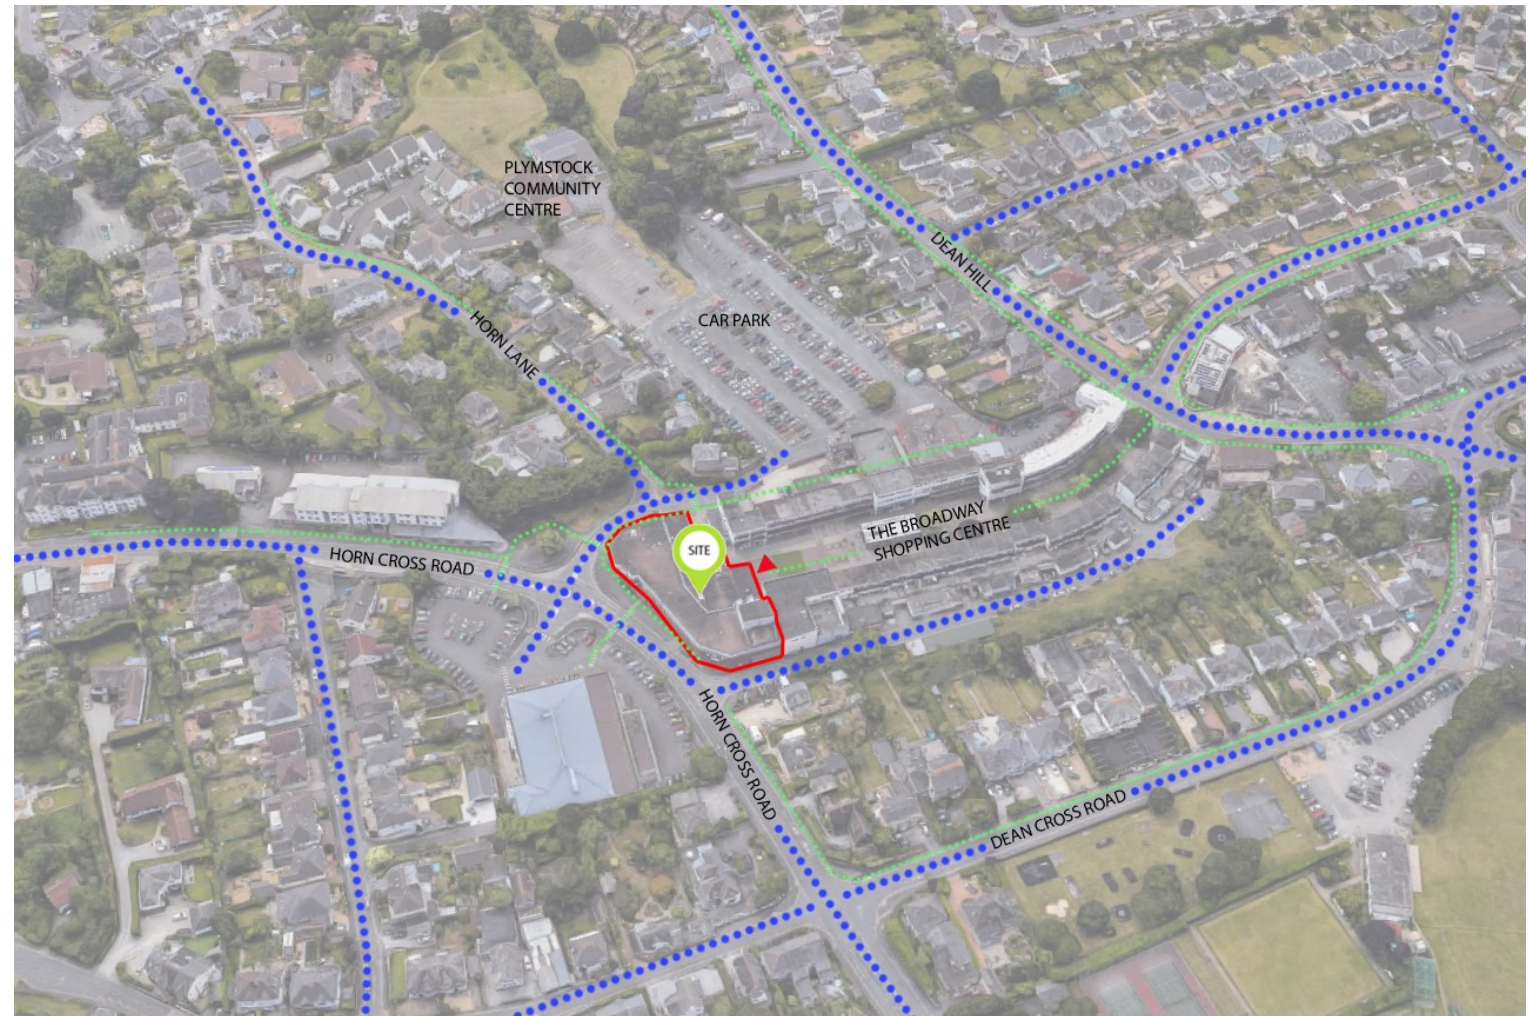 PLYMSTOCK
COMMUNITY
CENTRE
DEAN HILL
CAR PARK
HORN LANE
THE BROADWAY
SHOPPING CENTRE
SITE
HORN CROSS ROAD
HORN CROSS ROAD
DEAN CROSS ROAD